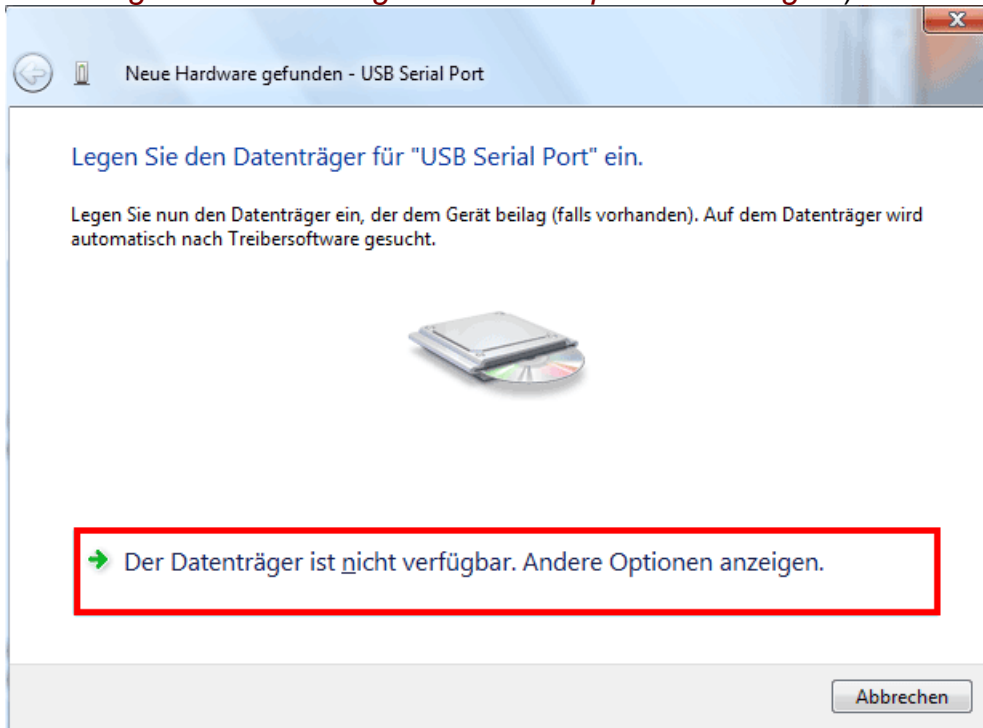 Neue Hardware gefunden - USB Serial Port
Legen Sie den Datenträger für "USB Serial Port" ein.
Legen Sie nun den Datenträger ein, der dem Gerät beilag (falls vorhanden). Auf dem Datenträger wird
automatisch nach Treibersoftware gesucht.
Der Datenträger ist nicht verfügbar. Andere Optionen anzeigen.
Abbrechen